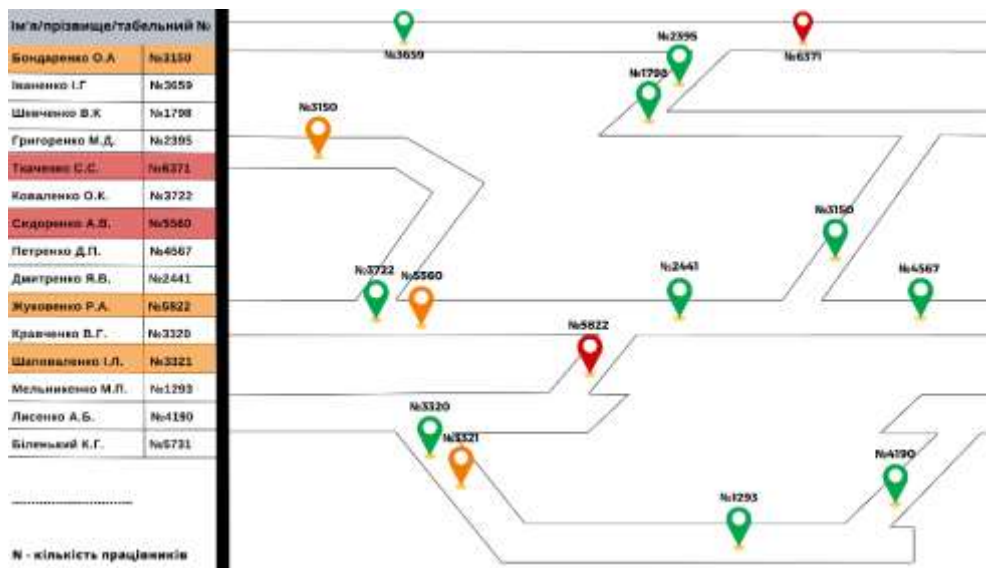 Ім'я/прізвище/табельний №
Бондаренко О.А №3150
Іваненко І.Г №3659
Шевченко В.К №1798
Григоренко М.Д. №2395
Ткаченко С.С. №6371
Коваленко О.К. №3722
Сидоренко А.В. №5560
Петренко Д.П. №4567
Дмитренко Я.В. №2441
Жуковенко Р.А. №5822
Кравченко В.Г. №3320
Шаповаленко І.Л. №3321
Мельникенко М.П. №1293
Лисенко А.Б. №4190
Біленький К.Г. №5731
N - кількість працівників
№3659
№2395
№6371
№1798
№3150
№3150
№3722
№5560
№2441
№4567
№5822
№3320
№3321
№4190
№1293